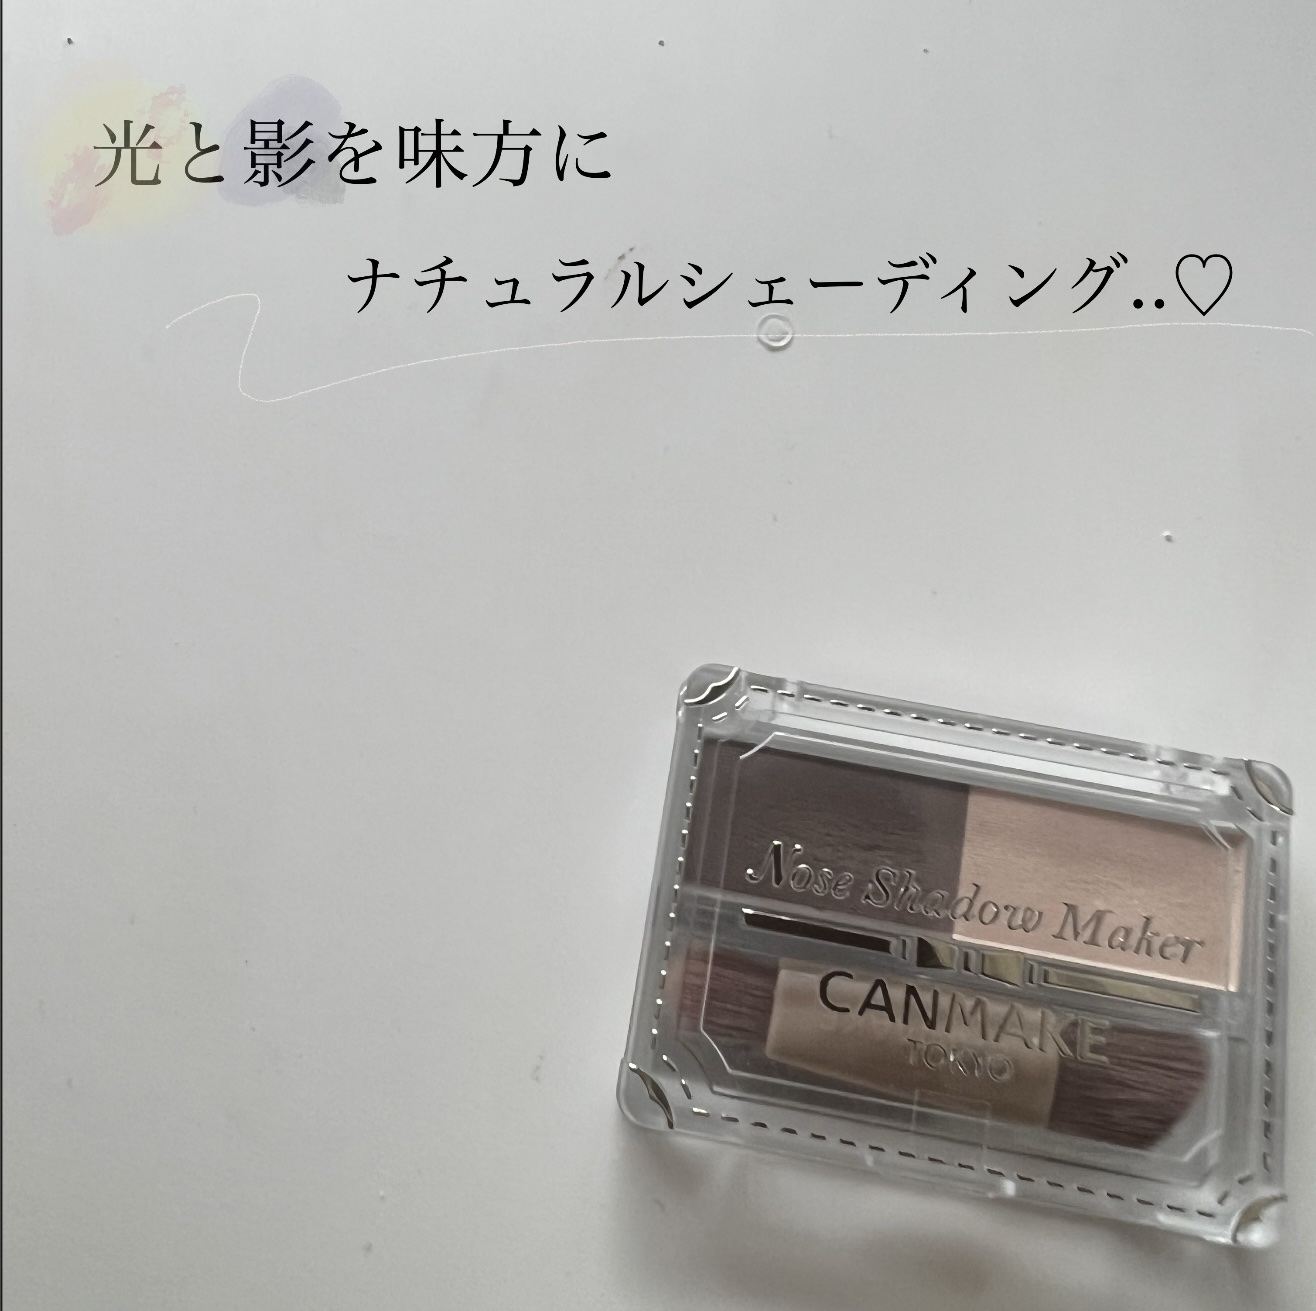 光と影を味方に
ナチュラルシェーディング..♡
Nose Shadow Maker
CANMAKE
TOKYO